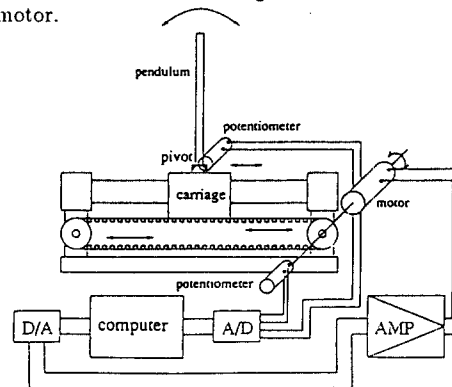 motor.
pendulum
potentiometer
pivot
carriage
motor
potentiometer
D/A
computer
A/D
AMP